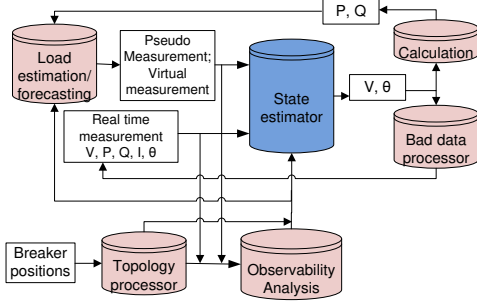 P, Q
Load
estimation/
forecasting
Pseudo
Measurement;
Virtual
measurement
State
estimator
V, θ
Calculation
Bad data
processor
Real time
measurement
V, P, Q, I, θ
Breaker
positions
Topology
processor
Observability
Analysis